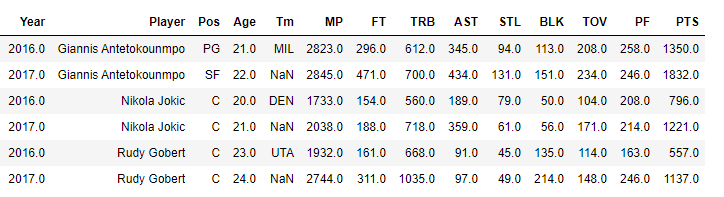 Year Player Pos Age Tm MP FT TRB AST STL BLK TOV PF PTS
2016.0 Giannis Antetokounmpo PG 21.0 MIL 2823.0 296.0 612.0 345.0 94.0 113.0 208.0 258.0 1350.0
2017.0 Giannis Antetokounmpo SF 22.0 NaN 2845.0 471.0 700.0 434.0 131.0 151.0 234.0 246.0 1832.0
2016.0 Nikola Jokic C 20.0 DEN 1733.0 154.0 560.0 189.0 79.0 50.0 104.0 208.0 796.0
2017.0 Nikola Jokic C 21.0 NaN 2038.0 188.0 718.0 359.0 61.0 56.0 171.0 214.0 1221.0
2016.0 Rudy Gobert C 23.0 UTA 1932.0 161.0 668.0 91.0 45.0 135.0 114.0 163.0 557.0
2017.0 Rudy Gobert C 24.0 NaN 2744.0 311.0 1035.0 97.0 49.0 214.0 148.0 246.0 1137.0